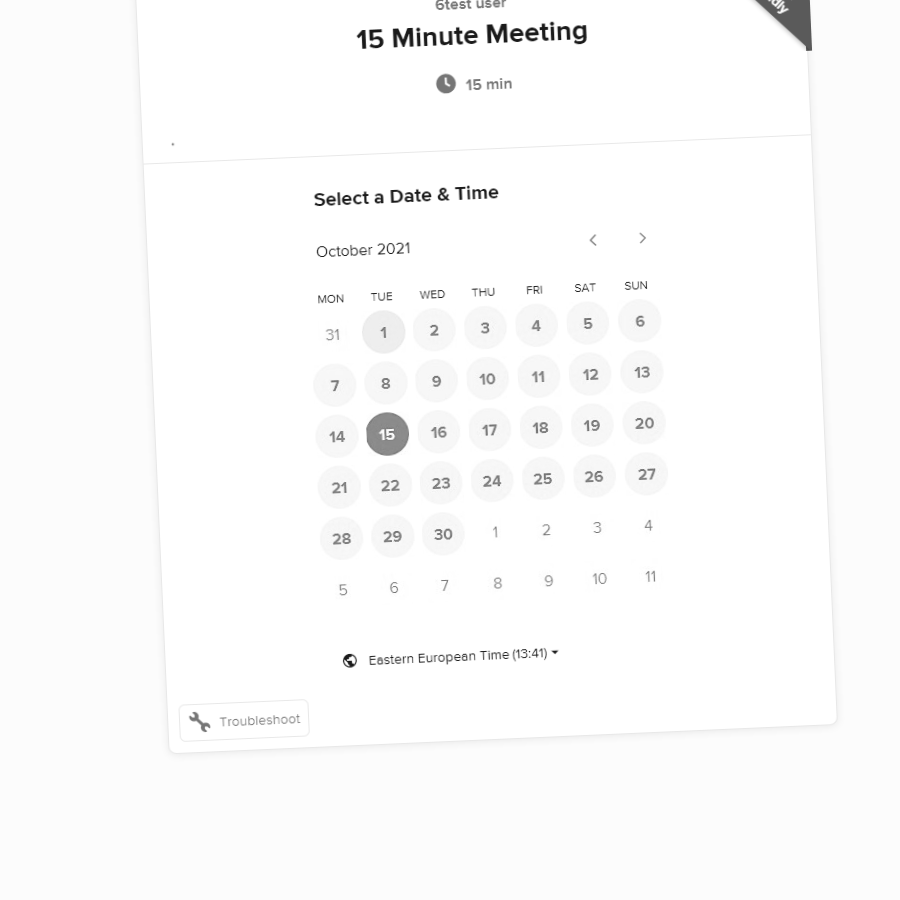 6test user
15 Minute Meeting
15 min
.
Select a Date & Time
October 2021
MON TUE WED THU FRI SAT SUN
31 1 2 3 4 5 6
7 8 9 10 11 12 13
14 15 16 17 18 19 20
21 22 23 24 25 26 27
28 29 30 1 2 3 4
5 6 7 8 9 10 11
Eastern European Time (13:41)
Troubleshoot